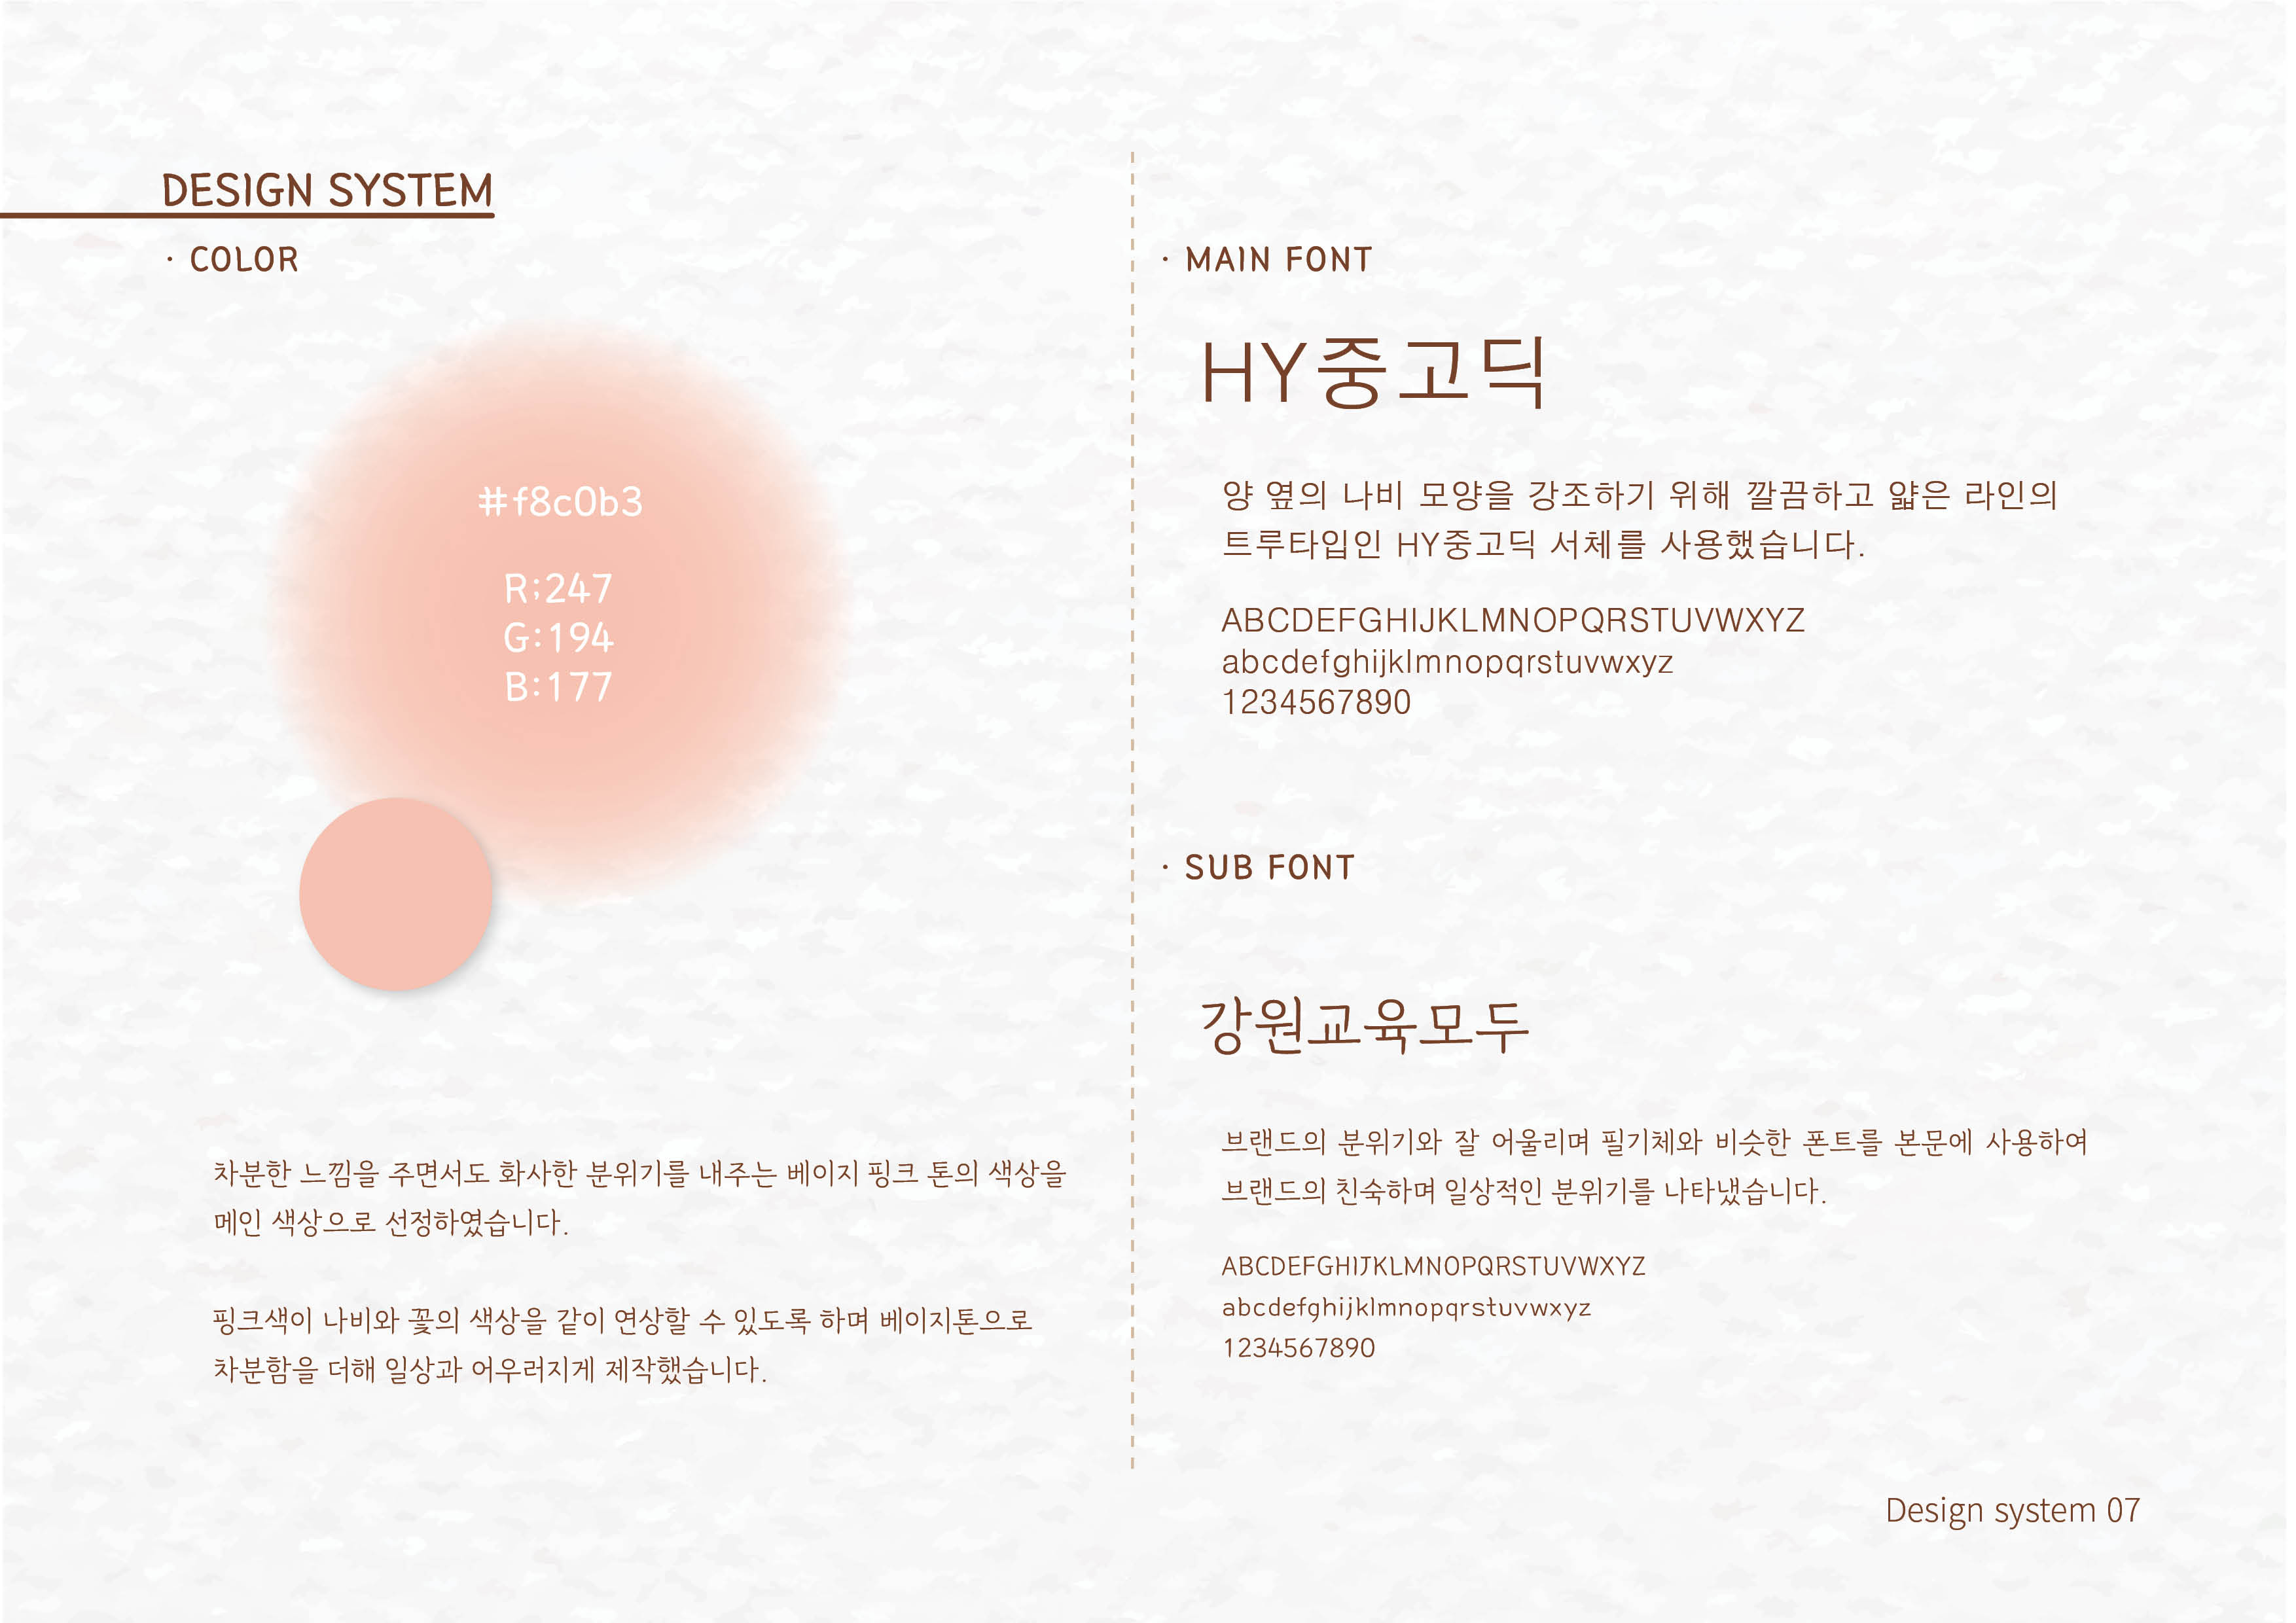 DESIGN SYSTEM
· COLOR
#f8c0b3
R;247
G:194
B:177
차분한 느낌을 주면서도 화사한 분위기를 내주는 베이지 핑크 톤의 색상을
메인 색상으로 선정하였습니다.
핑크색이 나비와 꽃의 색상을 같이 연상할 수 있도록 하며 베이지톤으로
차분함을 더해 일상과 어우러지게 제작했습니다.
· MAIN FONT
HY중고딕
양 옆의 나비 모양을 강조하기 위해 깔끔하고 얇은 라인의
트루타입인 HY중고딕 서체를 사용했습니다.
ABCDEFGHIJKLMNOPQRSTUVWXYZ
abcdefghijklmnopqrstuvwxyz
1234567890
· SUB FONT
강원교육모두
브랜드의 분위기와 잘 어울리며 필기체와 비슷한 폰트를 본문에 사용하여
브랜드의 친숙하며 일상적인 분위기를 나타냈습니다.
ABCDEFGHIJKLMNOPQRSTUVWXYZ
abcdefghijklmnopqrstuvwxyz
1234567890
Design system 07